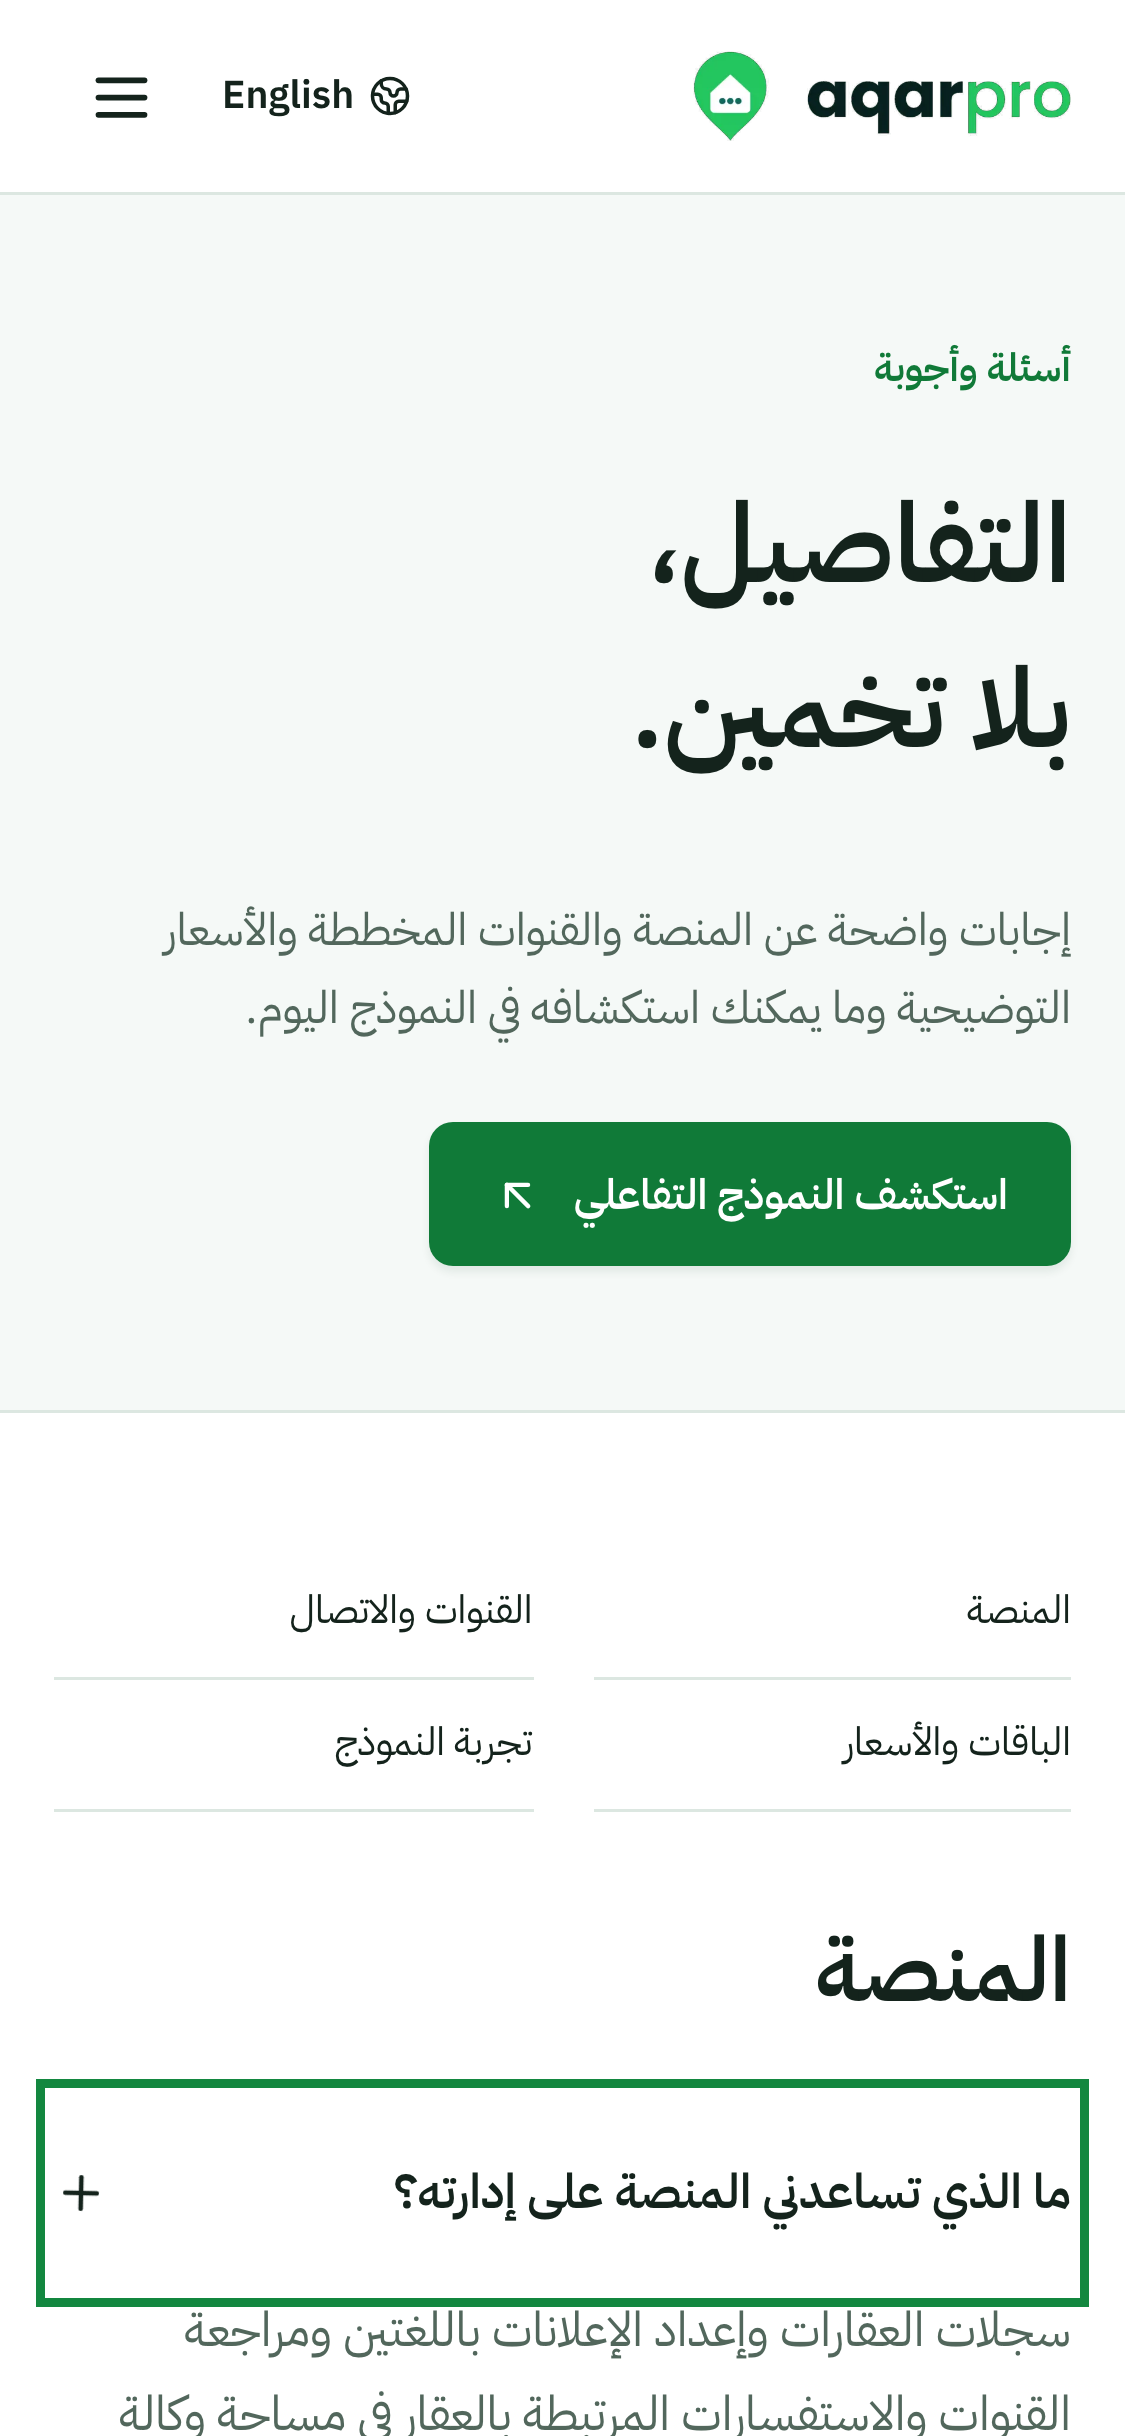 aqarpro
English
أسئلة وأجوبة
التفاصيل،
بلا تخمين.
إجابات واضحة عن المنصة والقنوات المخططة والأسعار
التوضيحية وما يمكنك استكشافه في النموذج اليوم.
استكشف النموذج التفاعلي
المنصة
القنوات والاتصال
الباقات والأسعار
تجربة النموذج
المنصة
ما الذي تساعدني المنصة على إدارته؟
سجلات العقارات وإعداد الإعلانات باللغتين ومراجعة
القنوات والاستفسارات المرتبطة بالعقار في مساحة وكالة